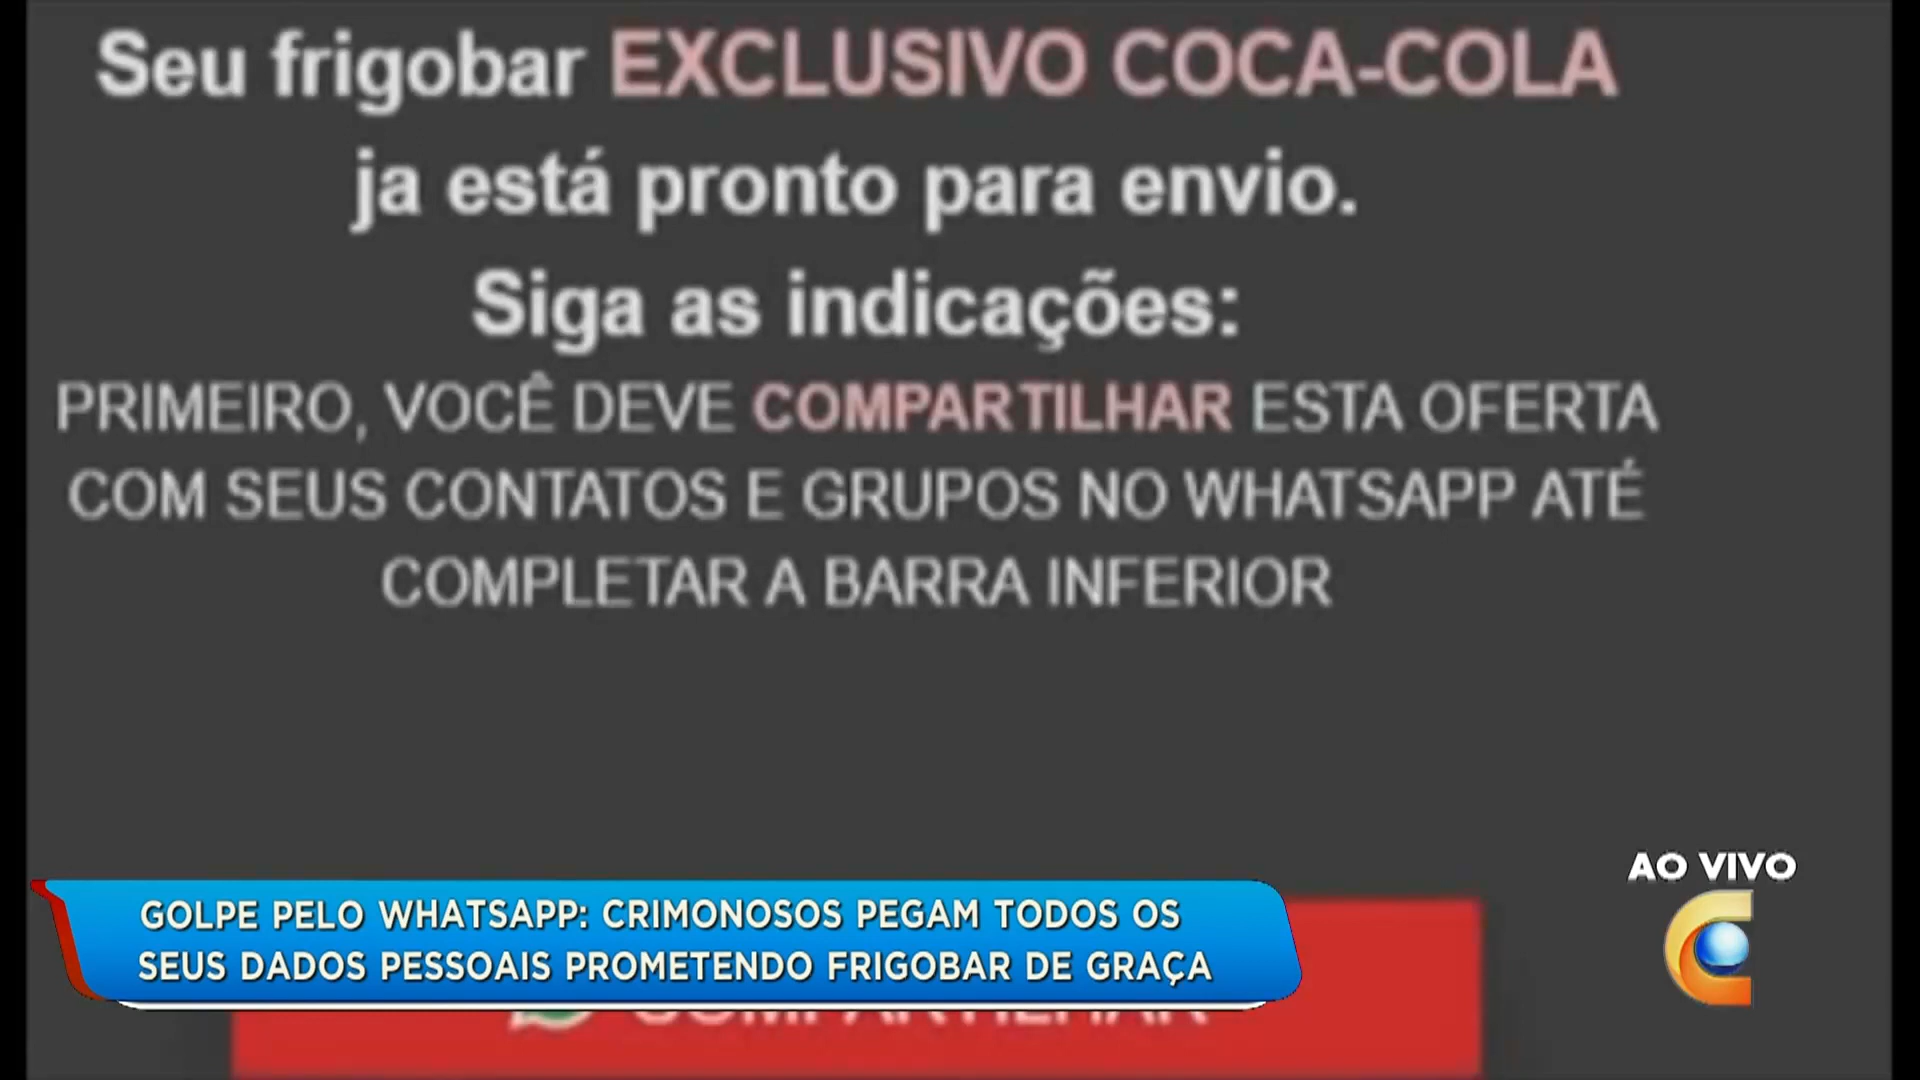 Seu frigobar EXCLUSIVO COCA-COLA
ja está pronto para envio.
Siga as indicações:
PRIMEIRO, VOCÊ DEVE COMPARTILHAR ESTA OFERTA
COM SEUS CONTATOS E GRUPOS NO WHATSAPP ATÉ
COMPLETAR A BARRA INFERIOR
AO VIVO
GOLPE PELO WHATSAPP: CRIMONOSOS PEGAM TODOS OS
SEUS DADOS PESSOAIS PROMETENDO FRIGOBAR DE GRAÇA
COMPARTILHAR